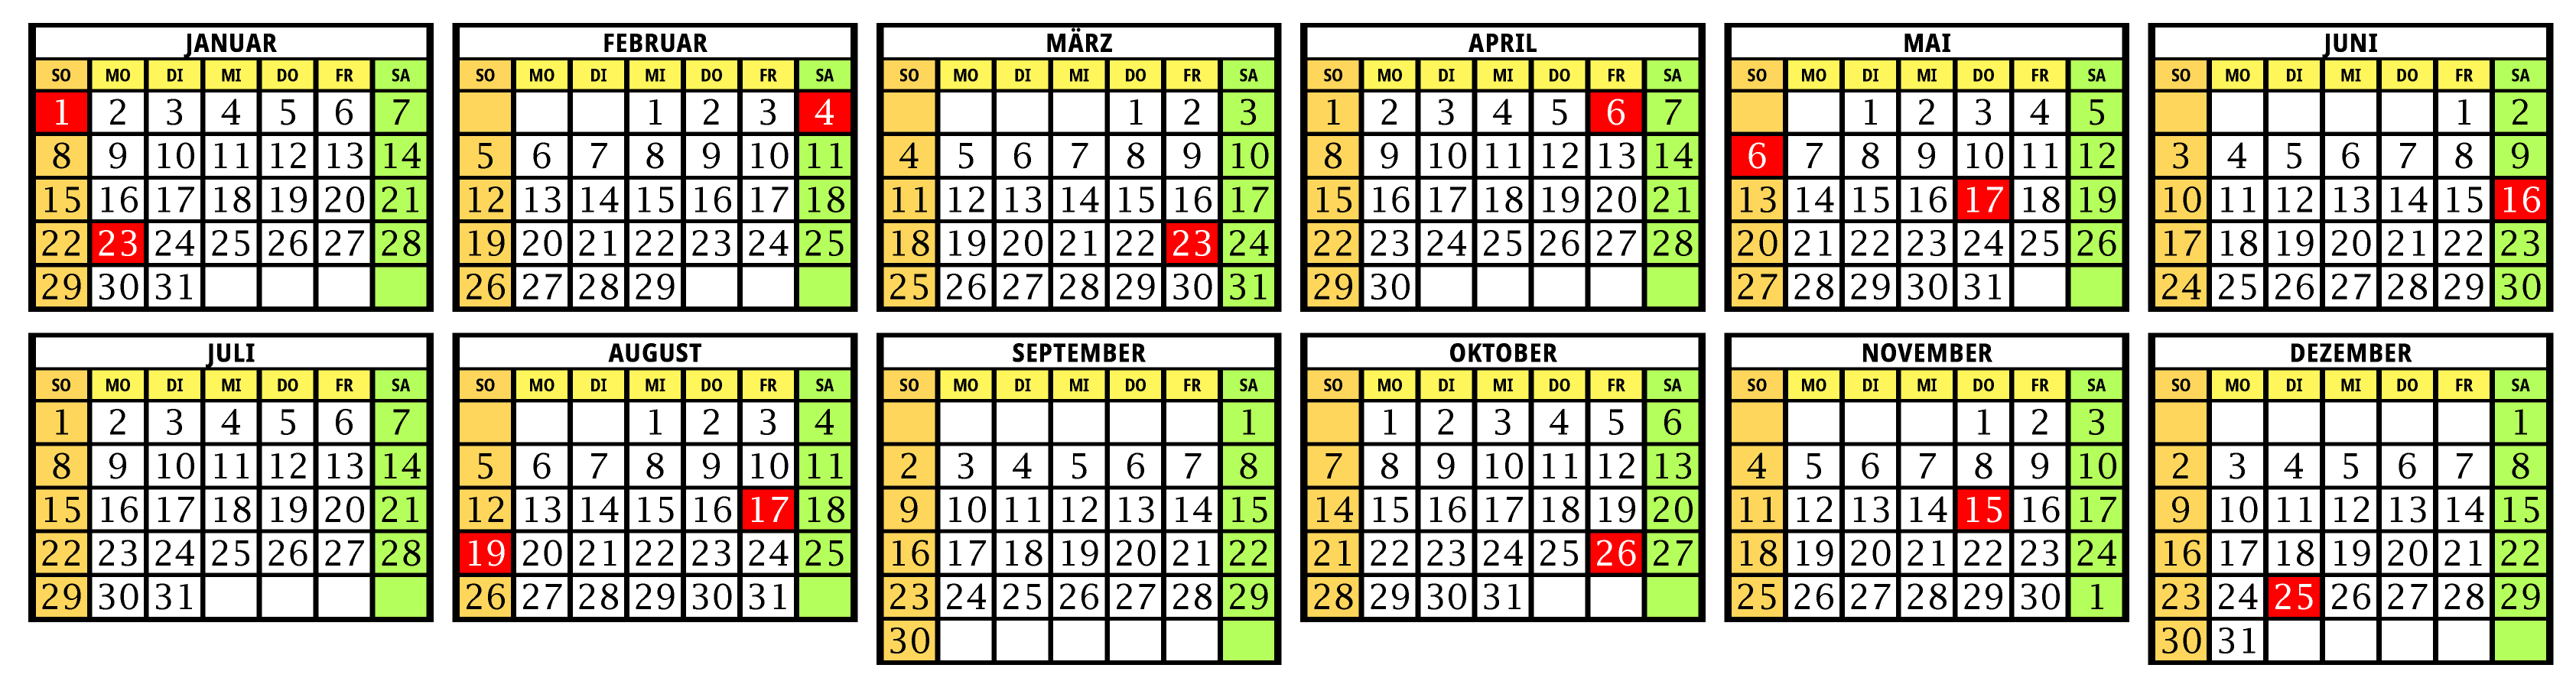 JANUAR
SO MO DI MI DO FR SA
1 2 3 4 5 6 7
8 9 10 11 12 13 14
15 16 17 18 19 20 21
22 23 24 25 26 27 28
29 30 31
FEBRUAR
SO MO DI MI DO FR SA
1 2 3 4
5 6 7 8 9 10 11
12 13 14 15 16 17 18
19 20 21 22 23 24 25
26 27 28 29
MÄRZ
SO MO DI MI DO FR SA
1 2 3
4 5 6 7 8 9 10
11 12 13 14 15 16 17
18 19 20 21 22 23 24
25 26 27 28 29 30 31
APRIL
SO MO DI MI DO FR SA
1 2 3 4 5 6 7
8 9 10 11 12 13 14
15 16 17 18 19 20 21
22 23 24 25 26 27 28
29 30
MAI
SO MO DI MI DO FR SA
1 2 3 4 5
6 7 8 9 10 11 12
13 14 15 16 17 18 19
20 21 22 23 24 25 26
27 28 29 30 31
JUNI
SO MO DI MI DO FR SA
1 2
3 4 5 6 7 8 9
10 11 12 13 14 15 16
17 18 19 20 21 22 23
24 25 26 27 28 29 30
JULI
SO MO DI MI DO FR SA
1 2 3 4 5 6 7
8 9 10 11 12 13 14
15 16 17 18 19 20 21
22 23 24 25 26 27 28
29 30 31
AUGUST
SO MO DI MI DO FR SA
1 2 3 4
5 6 7 8 9 10 11
12 13 14 15 16 17 18
19 20 21 22 23 24 25
26 27 28 29 30 31
SEPTEMBER
SO MO DI MI DO FR SA
1
2 3 4 5 6 7 8
9 10 11 12 13 14 15
16 17 18 19 20 21 22
23 24 25 26 27 28 29
30
OKTOBER
SO MO DI MI DO FR SA
1 2 3 4 5 6
7 8 9 10 11 12 13
14 15 16 17 18 19 20
21 22 23 24 25 26 27
28 29 30 31
NOVEMBER
SO MO DI MI DO FR SA
1 2 3
4 5 6 7 8 9 10
11 12 13 14 15 16 17
18 19 20 21 22 23 24
25 26 27 28 29 30 1
DEZEMBER
SO MO DI MI DO FR SA
1
2 3 4 5 6 7 8
9 10 11 12 13 14 15
16 17 18 19 20 21 22
23 24 25 26 27 28 29
30 31